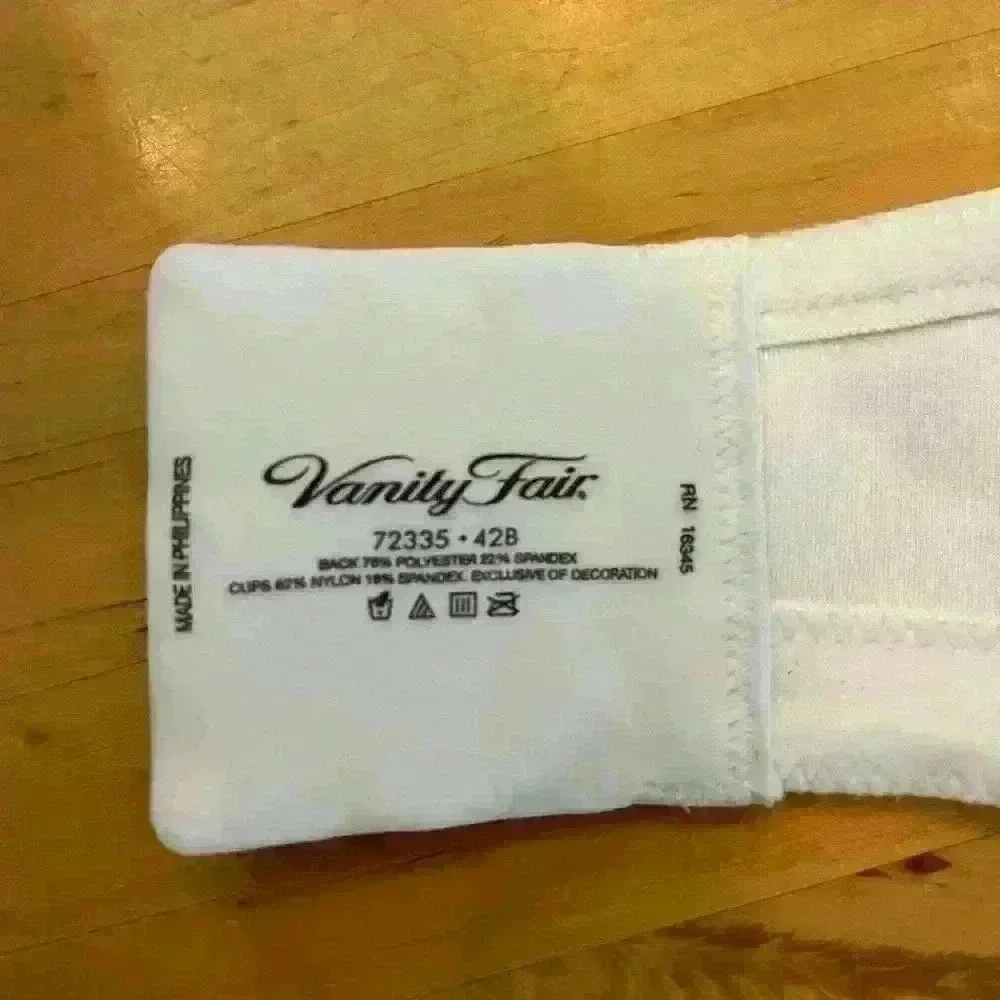 Vanity Fair
72335 • 42B
BACK 78% POLYESTER 22% SPANDEX
CUPS 82% NYLON 18% SPANDEX. EXCLUSIVE OF DECORATION
MADE IN PHILIPPINES
RN 16345